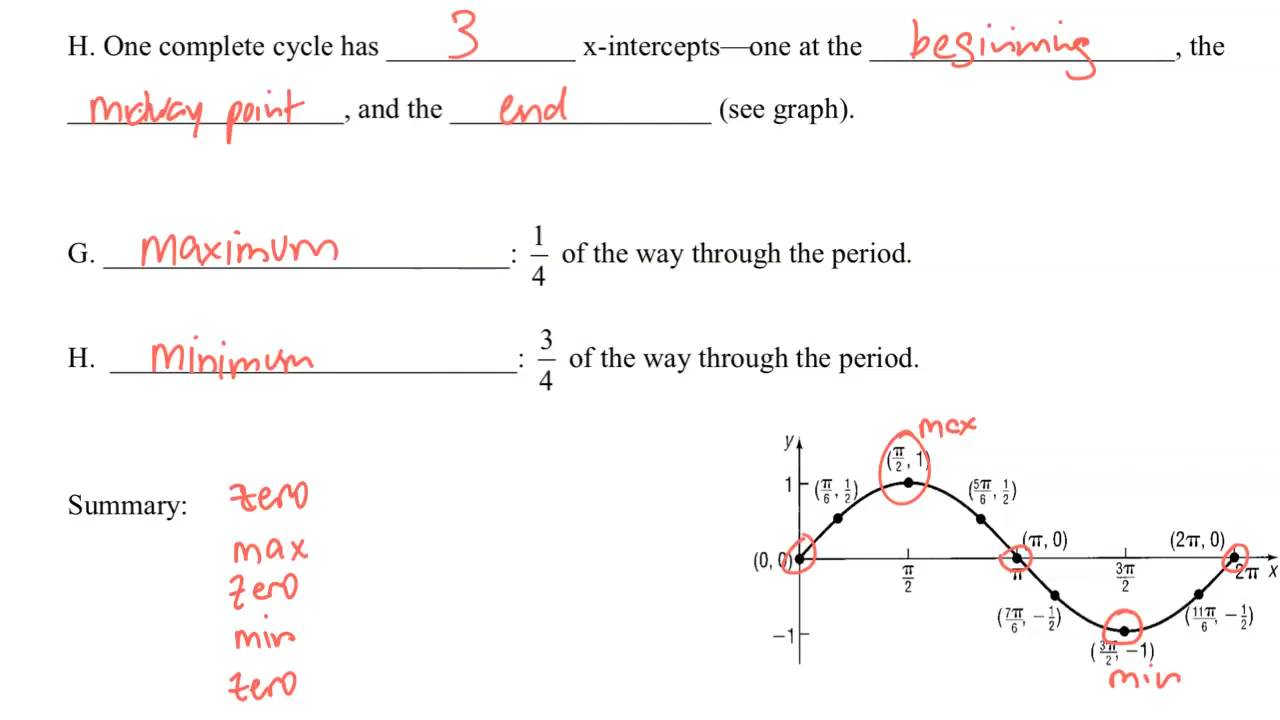 H. One complete cycle has 3 x-intercepts—one at the beginning, the
midway point, and the end (see graph).
G. maximum : 1/4 of the way through the period.
H. minimum : 3/4 of the way through the period.
Summary: zero
max
zero
min
zero
max
y
(π/2, 1)
1
(π/6, 1/2)
(5π/6, 1/2)
(π, 0)
(2π, 0)
(0, 0)
π/2
π
3π/2
2π
x
(7π/6, −1/2)
(11π/6, −1/2)
−1
(3π/2, −1)
min